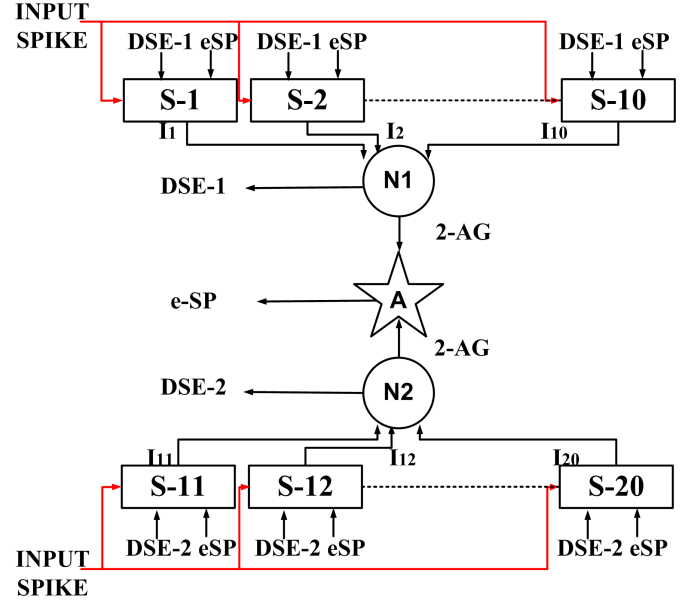 INPUT
SPIKE
DSE-1 eSP DSE-1 eSP DSE-1 eSP
S-1 S-2 S-10
I1 I2 I10
N1
DSE-1
2-AG
e-SP A
2-AG
DSE-2 N2
I11 I12 I20
S-11 S-12 S-20
DSE-2 eSP DSE-2 eSP DSE-2 eSP
INPUT
SPIKE